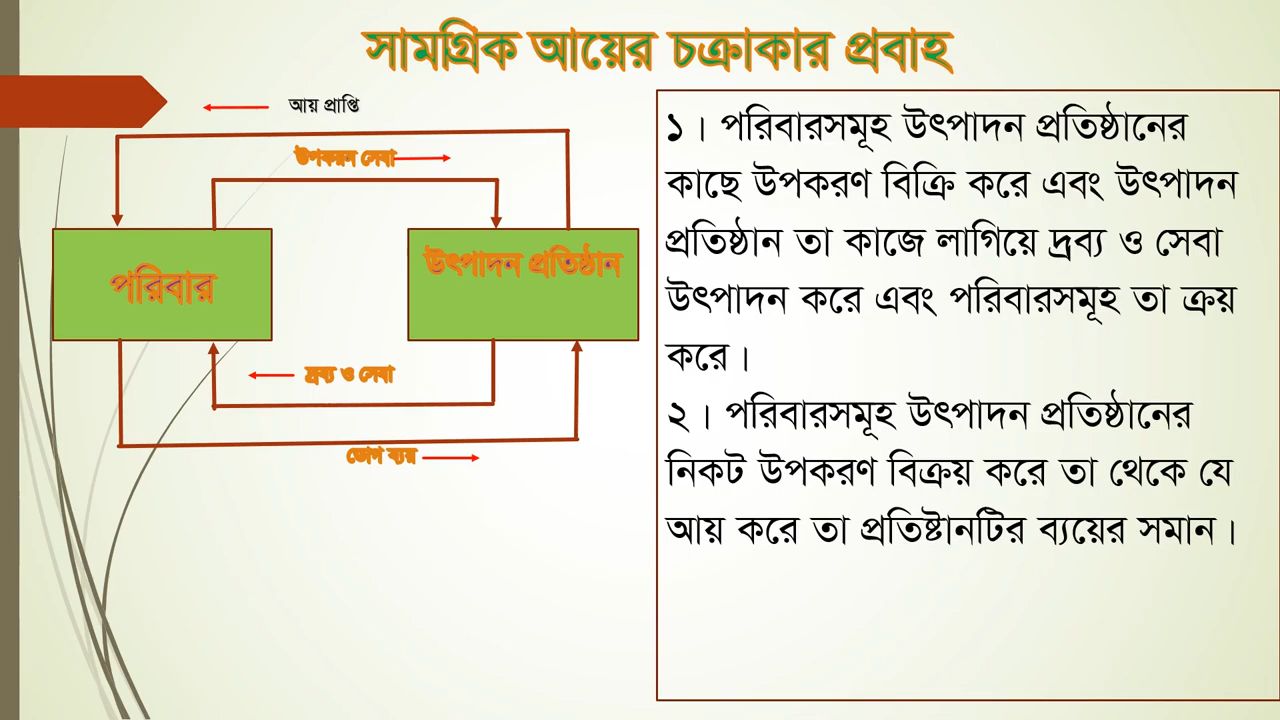 সামগ্রিক আয়ের চক্রাকার প্রবাহ
আয় প্রাপ্তি
উপকরন সেবা
পরিবার
উৎপাদন প্রতিষ্ঠান
দ্রব্য ও সেবা
ভোগ ব্যয়
১। পরিবারসমূহ উৎপাদন প্রতিষ্ঠানের
কাছে উপকরণ বিক্রি করে এবং উৎপাদন
প্রতিষ্ঠান তা কাজে লাগিয়ে দ্রব্য ও সেবা
উৎপাদন করে এবং পরিবারসমূহ তা ক্রয়
করে।
২। পরিবারসমূহ উৎপাদন প্রতিষ্ঠানের
নিকট উপকরণ বিক্রয় করে তা থেকে যে
আয় করে তা প্রতিষ্টানটির ব্যয়ের সমান।